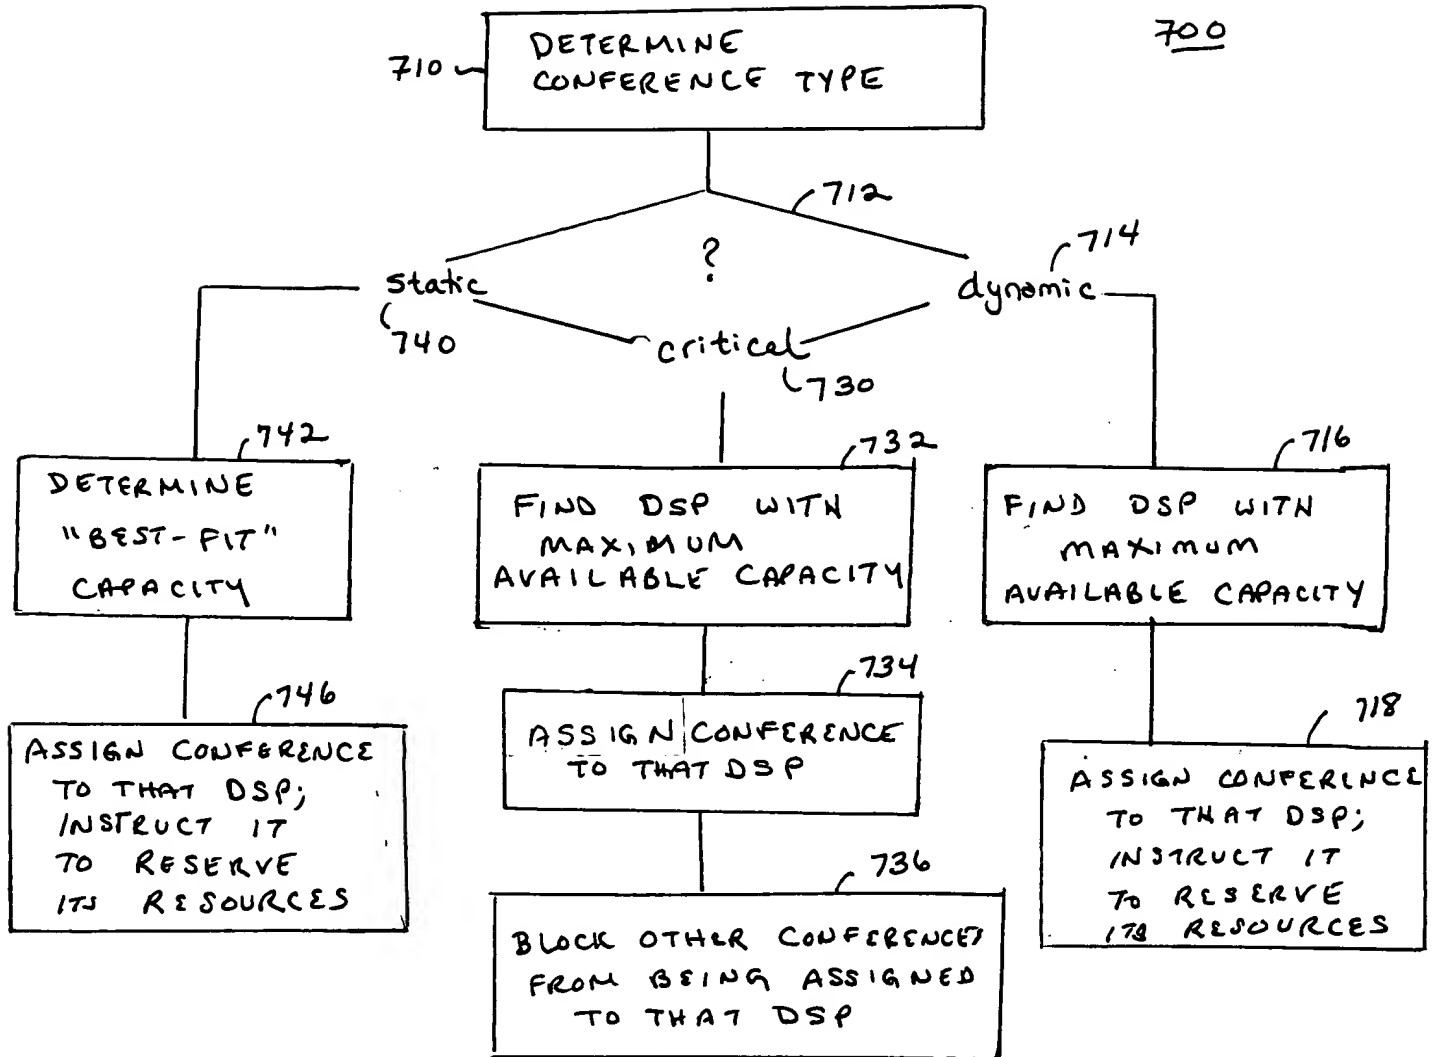 700
710
DETERMINE
CONFERENCE TYPE
712
?
714
static
dynamic
740
critical
730
742
DETERMINE
"BEST-FIT"
CAPACITY
732
FIND DSP WITH
MAXIMUM
AVAILABLE CAPACITY
716
FIND DSP WITH
MAXIMUM
AVAILABLE CAPACITY
746
ASSIGN CONFERENCE
TO THAT DSP;
INSTRUCT IT
TO RESERVE
ITS RESOURCES
734
ASSIGN CONFERENCE
TO THAT DSP
718
ASSIGN CONFERENCE
TO THAT DSP;
INSTRUCT IT
TO RESERVE
ITS RESOURCES
736
BLOCK OTHER CONFERENCES
FROM BEING ASSIGNED
TO THAT DSP